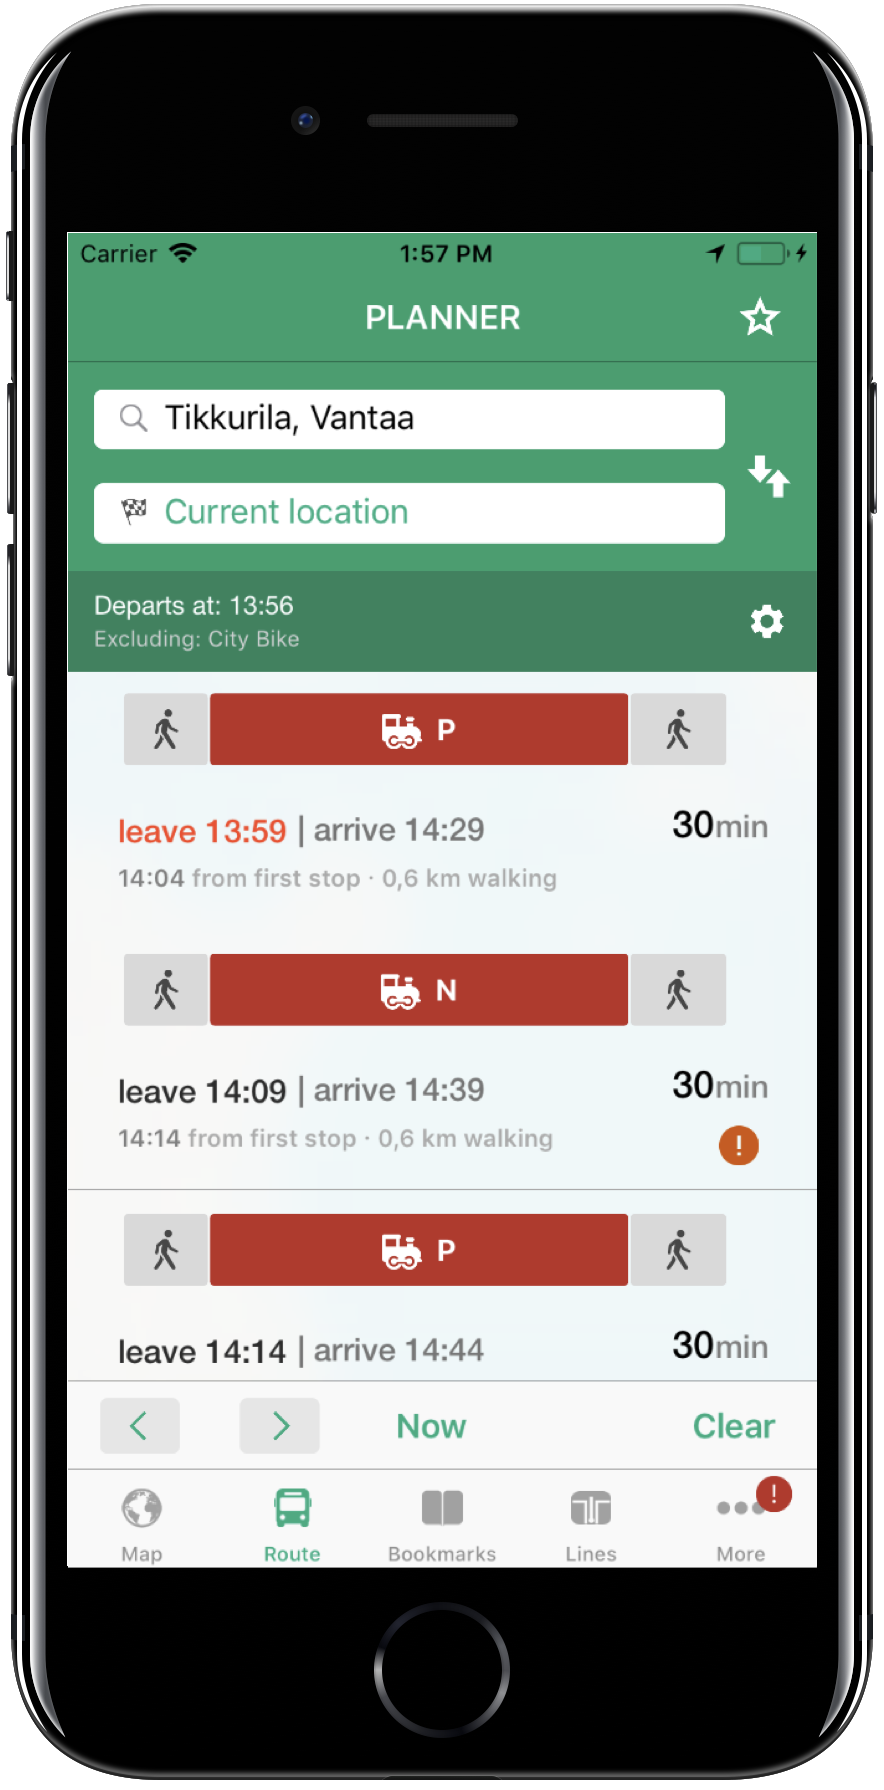 Carrier 1:57 PM
PLANNER
Tikkurila, Vantaa
Current location
Departs at: 13:56
Excluding: City Bike
P
leave 13:59 | arrive 14:29 30min
14:04 from first stop · 0,6 km walking
N
leave 14:09 | arrive 14:39 30min
14:14 from first stop · 0,6 km walking
!
P
leave 14:14 | arrive 14:44 30min
< > Now Clear
!
Map Route Bookmarks Lines More